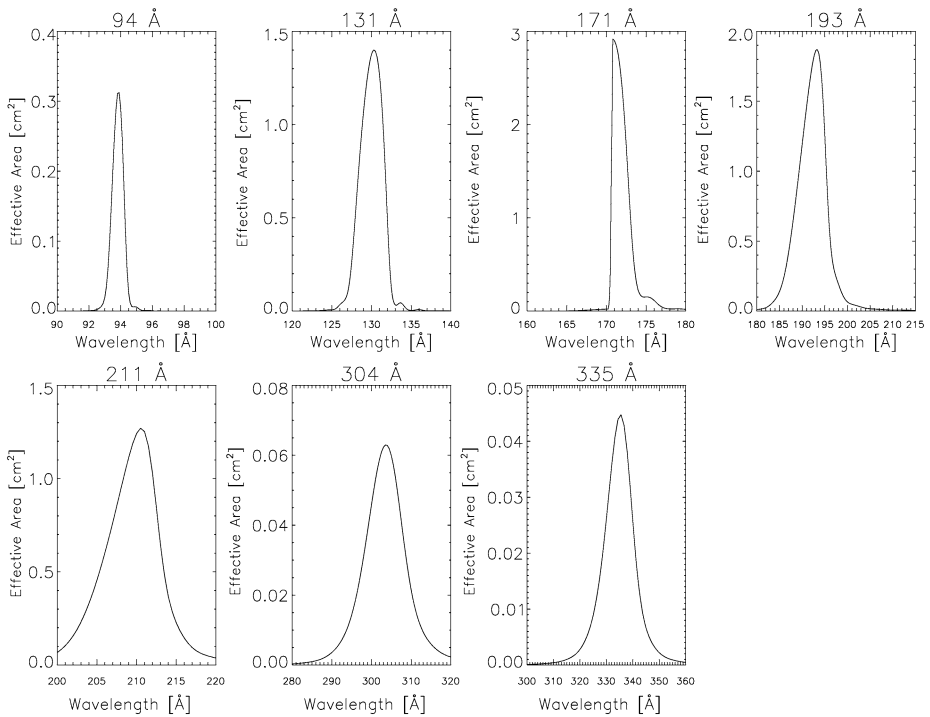 94 Å
131 Å
171 Å
193 Å
Effective Area [cm²]
0.4
0.3
0.2
0.1
0.0
90 92 94 96 98 100
Wavelength [Å]
Effective Area [cm²]
1.5
1.0
0.5
0.0
120 125 130 135 140
Wavelength [Å]
Effective Area [cm²]
3
2
1
0
160 165 170 175 180
Wavelength [Å]
Effective Area [cm²]
2.0
1.5
1.0
0.5
0.0
180 185 190 195 200 205 210 215
Wavelength [Å]
211 Å
304 Å
335 Å
Effective Area [cm²]
1.5
1.0
0.5
0.0
200 205 210 215 220
Wavelength [Å]
Effective Area [cm²]
0.08
0.06
0.04
0.02
0.00
280 290 300 310 320
Wavelength [Å]
Effective Area [cm²]
0.05
0.04
0.03
0.02
0.01
0.00
300 310 320 330 340 350 360
Wavelength [Å]